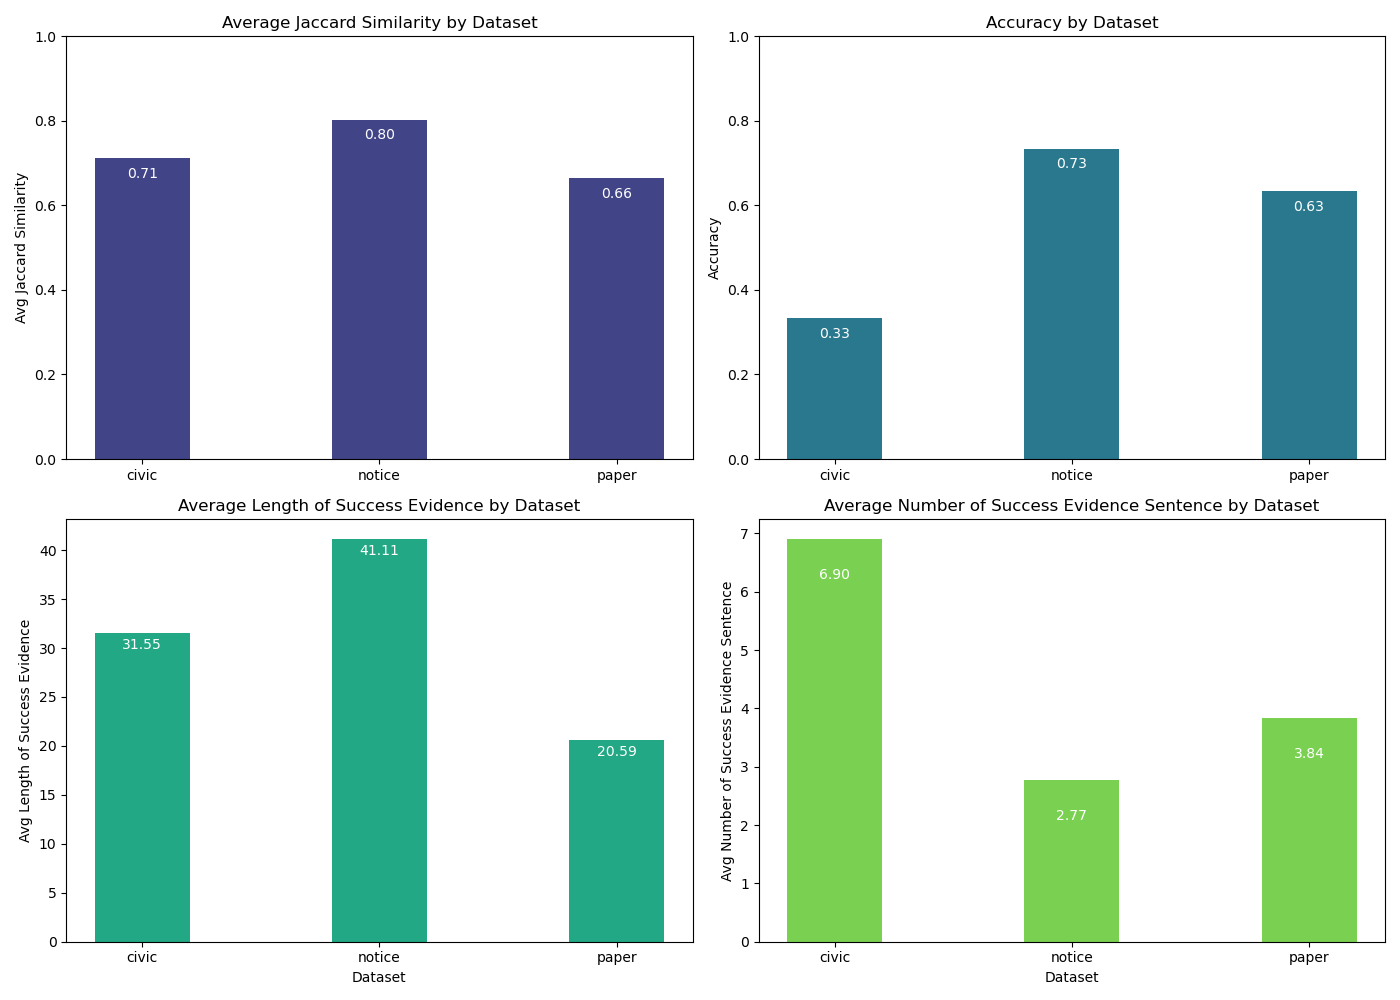 Average Jaccard Similarity by Dataset
Avg Jaccard Similarity
1.0
0.8
0.6
0.4
0.2
0.0
0.71
0.80
0.66
civic notice paper
Accuracy by Dataset
Accuracy
1.0
0.8
0.6
0.4
0.2
0.0
0.33
0.73
0.63
civic notice paper
Average Length of Success Evidence by Dataset
Avg Length of Success Evidence
40
35
30
25
20
15
10
5
0
31.55
41.11
20.59
civic notice paper
Dataset
Average Number of Success Evidence Sentence by Dataset
Avg Number of Success Evidence Sentence
7
6
5
4
3
2
1
0
6.90
2.77
3.84
civic notice paper
Dataset